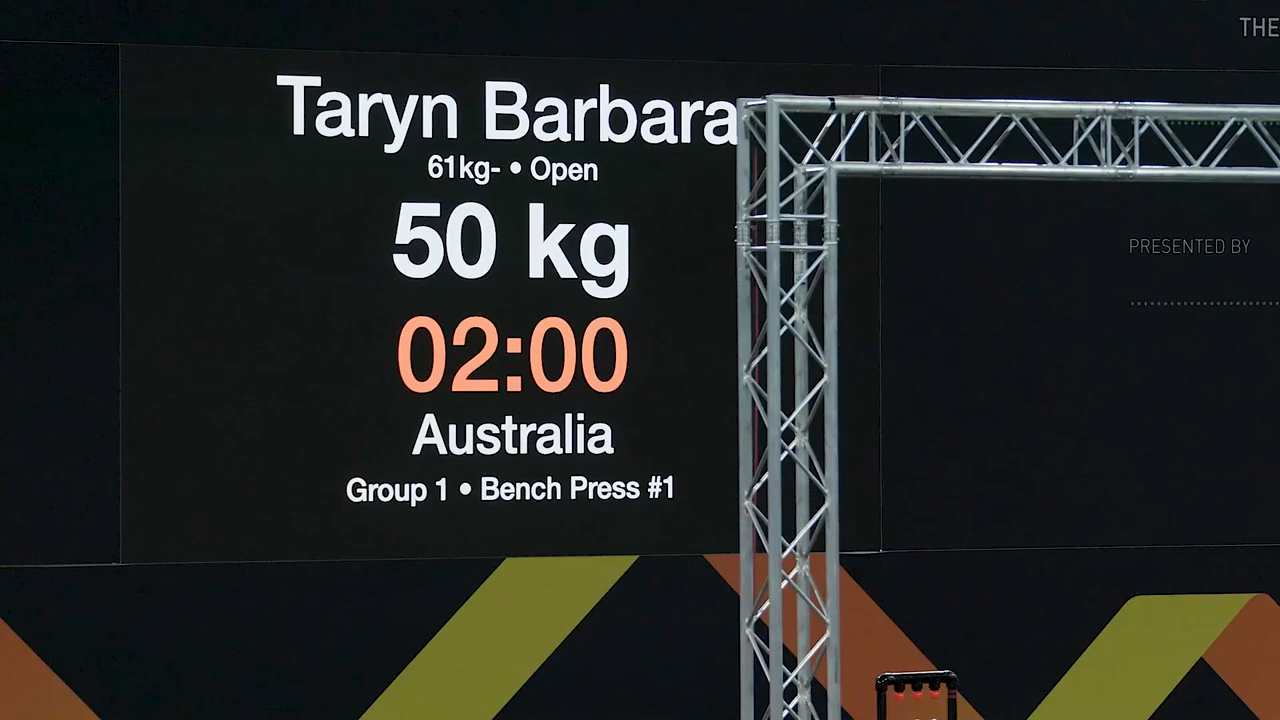 THE
Taryn Barbara
61kg- • Open
50 kg
02:00
Australia
Group 1 • Bench Press #1
PRESENTED BY